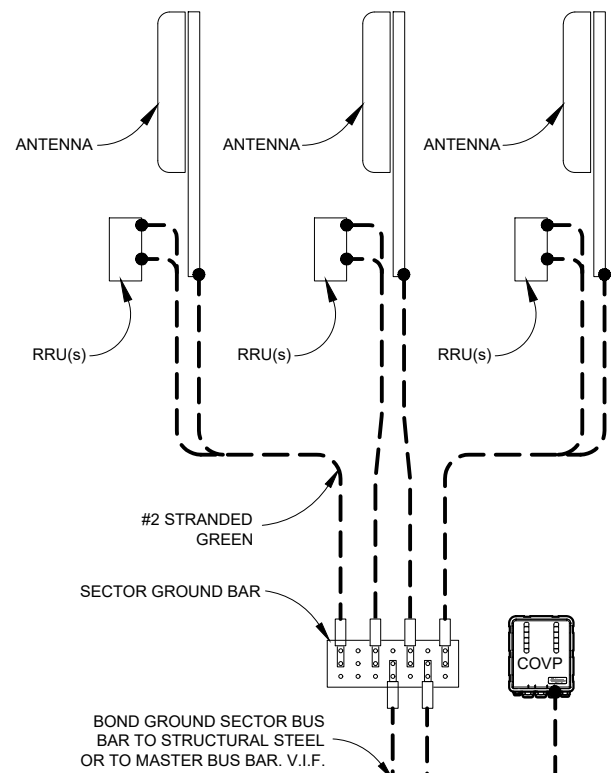 ANTENNA
ANTENNA
ANTENNA
RRU(s)
RRU(s)
RRU(s)
#2 STRANDED
GREEN
SECTOR GROUND BAR
COVP
BOND GROUND SECTOR BUS
BAR TO STRUCTURAL STEEL
OR TO MASTER BUS BAR. V.I.F.